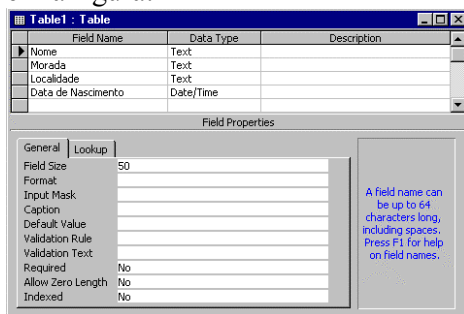 Table1 : Table
Field Name Data Type Description
Nome Text
Morada Text
Localidade Text
Data de Nascimento Date/Time
Field Properties
General Lookup
Field Size 50
Format
Input Mask
Caption
Default Value
Validation Rule
Validation Text
Required No
Allow Zero Length No
Indexed No
A field name can
be up to 64
characters long,
including spaces.
Press F1 for help
on field names.